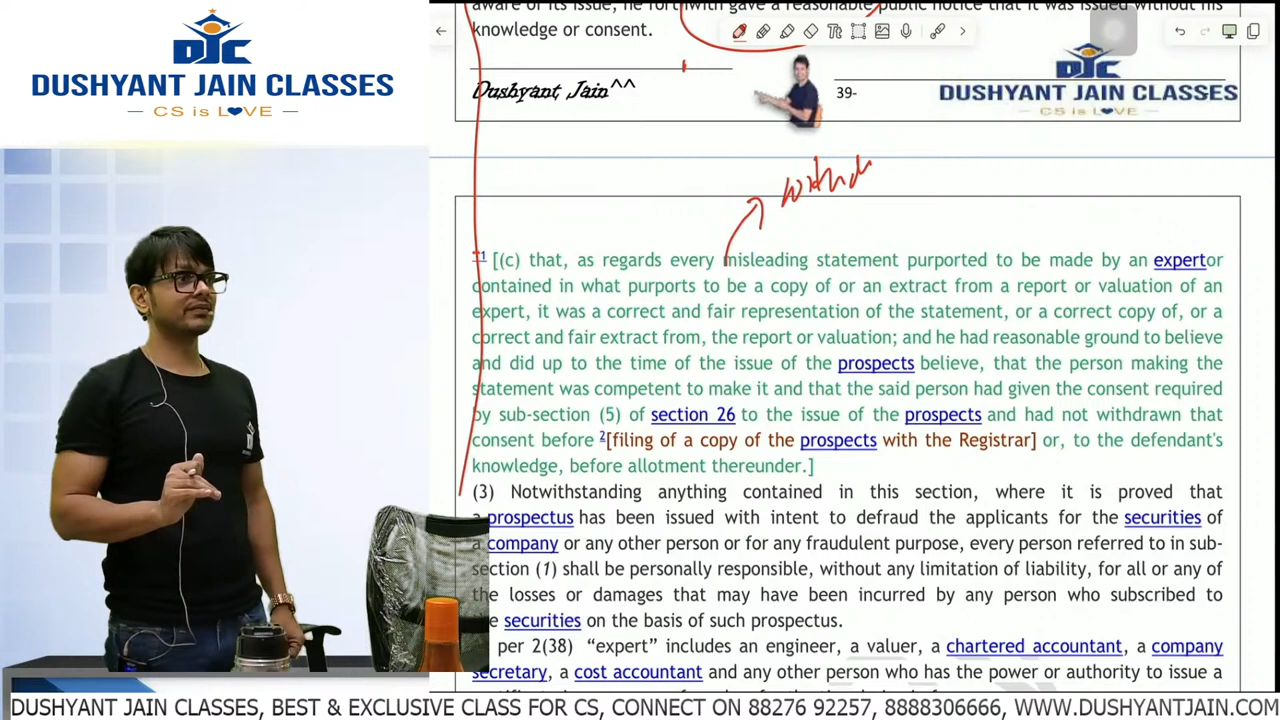 DJC
DUSHYANT JAIN CLASSES
CS is L♥VE
aware of its issue, he forthwith gave a reasonable public notice that it was issued without his
knowledge or consent.
Dushyant Jain^^
39-
DUSHYANT JAIN CLASSES
CS is L♥VE
"1 [(c) that, as regards every misleading statement purported to be made by an expertor
contained in what purports to be a copy of or an extract from a report or valuation of an
expert, it was a correct and fair representation of the statement, or a correct copy of, or a
correct and fair extract from, the report or valuation; and he had reasonable ground to believe
and did up to the time of the issue of the prospects believe, that the person making the
statement was competent to make it and that the said person had given the consent required
by sub-section (5) of section 26 to the issue of the prospects and had not withdrawn that
consent before 2[filing of a copy of the prospects with the Registrar] or, to the defendant's
knowledge, before allotment thereunder.]
(3) Notwithstanding anything contained in this section, where it is proved that
a prospectus has been issued with intent to defraud the applicants for the securities of
a company or any other person or for any fraudulent purpose, every person referred to in sub-
section (1) shall be personally responsible, without any limitation of liability, for all or any of
the losses or damages that may have been incurred by any person who subscribed to
securities on the basis of such prospectus.
per 2(38) “expert” includes an engineer, a valuer, a chartered accountant, a company
secretary, a cost accountant and any other person who has the power or authority to issue a
DUSHYANT JAIN CLASSES, BEST & EXCLUSIVE CLASS FOR CS, CONNECT ON 88276 92257, 8888306666, WWW.DUSHYANTJAINCLASSES.COM